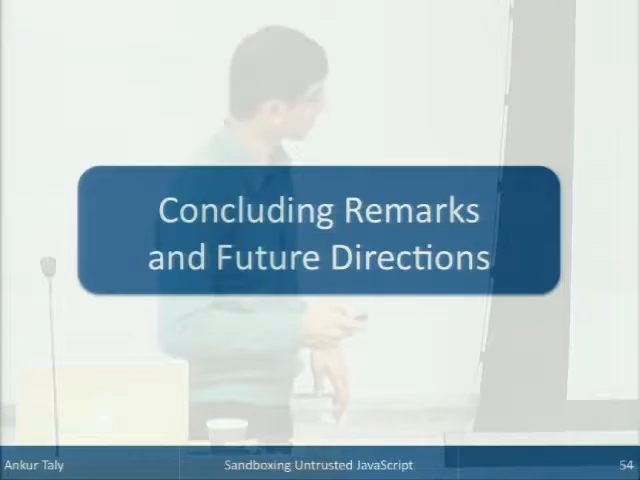 Concluding Remarks
and Future Directions
Ankur Taly
Sandboxing Untrusted JavaScript
54